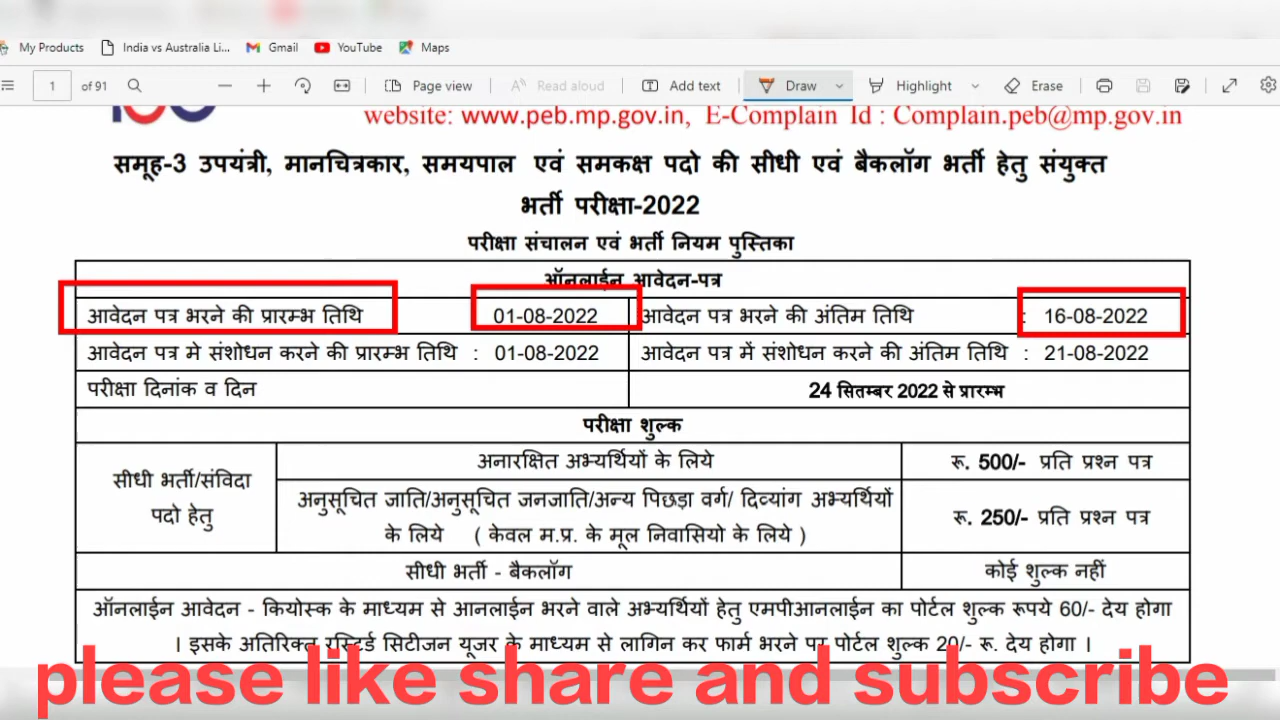 My Products India vs Australia Li... Gmail YouTube Maps
1 of 91 Page view Read aloud Add text Draw Highlight Erase
website: www.peb.mp.gov.in, E-Complain Id : Complain.peb@mp.gov.in
समूह-3 उपयंत्री, मानचित्रकार, समयपाल एवं समकक्ष पदो की सीधी एवं बैकलॉग भर्ती हेतु संयुक्त
भर्ती परीक्षा-2022
परीक्षा संचालन एवं भर्ती नियम पुस्तिका
ऑनलाईन आवेदन-पत्र
आवेदन पत्र भरने की प्रारम्भ तिथि 01-08-2022 आवेदन पत्र भरने की अंतिम तिथि : 16-08-2022
आवेदन पत्र मे संशोधन करने की प्रारम्भ तिथि : 01-08-2022 आवेदन पत्र में संशोधन करने की अंतिम तिथि : 21-08-2022
परीक्षा दिनांक व दिन 24 सितम्बर 2022 से प्रारम्भ
परीक्षा शुल्क
सीधी भर्ती/संविदा पदो हेतु
अनारक्षित अभ्यर्थियों के लिये रू. 500/- प्रति प्रश्न पत्र
अनुसूचित जाति/अनुसूचित जनजाति/अन्य पिछड़ा वर्ग/ दिव्यांग अभ्यर्थियों
के लिये ( केवल म.प्र. के मूल निवासियो के लिये ) रू. 250/- प्रति प्रश्न पत्र
सीधी भर्ती - बैकलॉग कोई शुल्क नहीं
ऑनलाईन आवेदन - कियोस्क के माध्यम से आनलाईन भरने वाले अभ्यर्थियों हेतु एमपीआनलाईन का पोर्टल शुल्क रूपये 60/- देय होगा
। इसके अतिरिक्त रस्टिर्ड सिटीजन यूजर के माध्यम से लागिन कर फार्म भरने पर पोर्टल शुल्क 20/- रू. देय होगा ।
please like share and subscribe